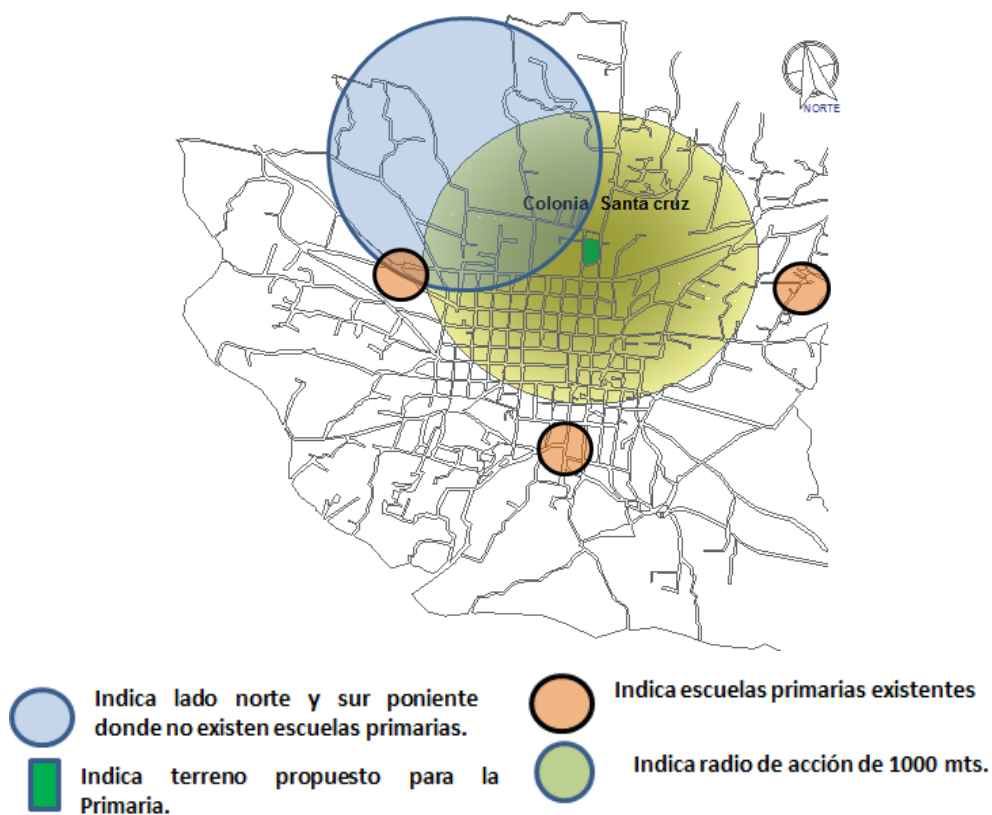 NORTE
Colonia Santa cruz
Indica lado norte y sur poniente
donde no existen escuelas primarias.
Indica terreno propuesto para la
Primaria.
Indica escuelas primarias existentes
Indica radio de acción de 1000 mts.